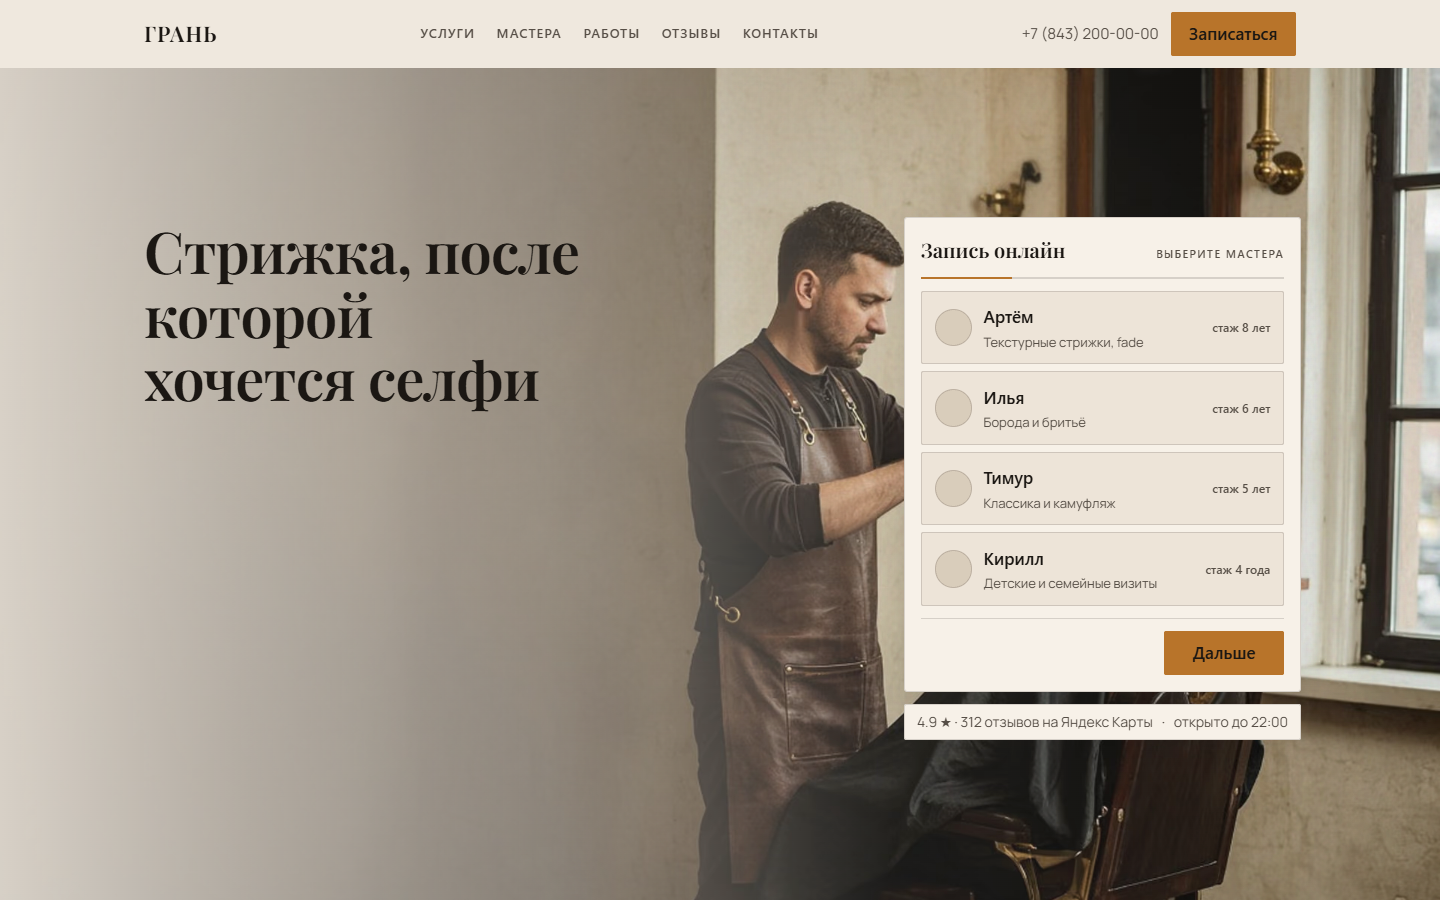 ГРАНЬ
УСЛУГИ МАСТЕРА РАБОТЫ ОТЗЫВЫ КОНТАКТЫ
+7 (843) 200-00-00
Записаться
Стрижка, после
которой
хочется селфи
Запись онлайн
ВЫБЕРИТЕ МАСТЕРА
Артём
Текстурные стрижки, fade
стаж 8 лет
Илья
Борода и бритьё
стаж 6 лет
Тимур
Классика и камуфляж
стаж 5 лет
Кирилл
Детские и семейные визиты
стаж 4 года
Дальше
4.9 ★ · 312 отзывов на Яндекс Карты · открыто до 22:00